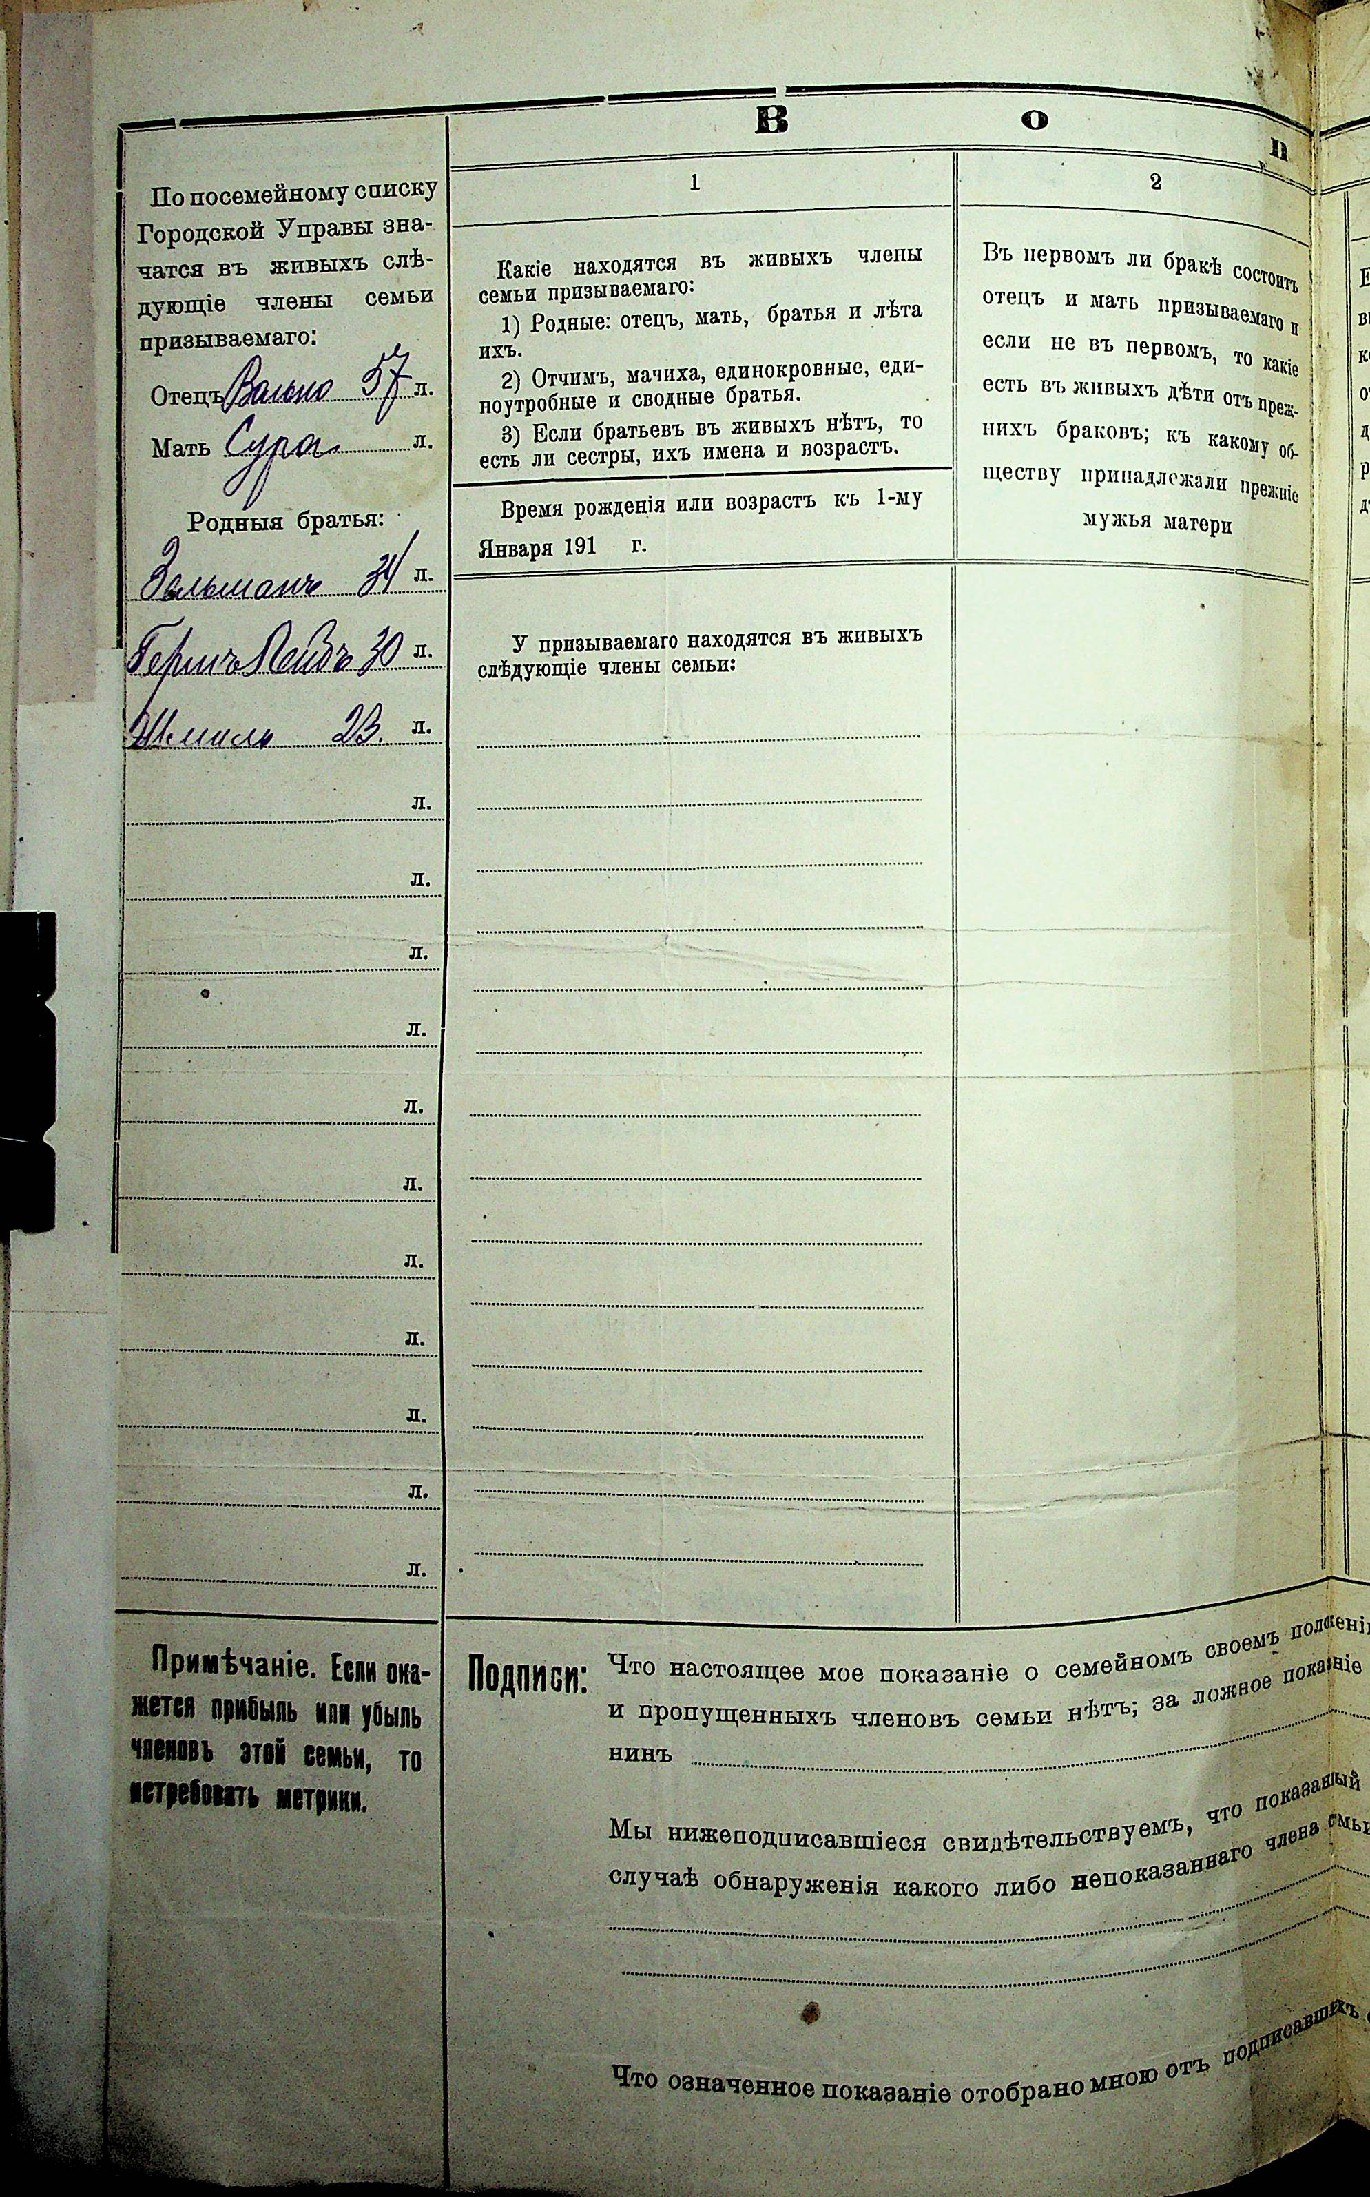 В о п
По посемейному списку
Городской Управы зна-
чатся въ живыхъ слѣ-
дующіе члены семьи
призываемаго:
Отецъ 57 л.
Мать Сура л.
Родныя братья:
Зельманъ 34 л.
Гершъ Лейбъ 30 л.
Шмиль 23. л.
л.
л.
л.
л.
л.
л.
л.
л.
л.
л.
л.
Примѣчаніе. Если ока-
жется прибыль или убыль
членовъ этой семьи, то
истребовать метрики.
1
Какіе находятся въ живыхъ члены
семьи призываемаго:
1) Родные: отецъ, мать, братья и лѣта
ихъ.
2) Отчимъ, мачиха, единокровные, еди-
поутробные и сводные братья.
3) Если братьевъ въ живыхъ нѣтъ, то
есть ли сестры, ихъ имена и возрастъ.
Время рожденія или возрастъ къ 1-му
Января 191 г.
У призываемаго находятся въ живыхъ
слѣдующіе члены семьи:
2
Въ первомъ ли бракѣ состоитъ
отецъ и мать призываемаго и
если не въ первомъ, то какіе
есть въ живыхъ дѣти отъ преж-
нихъ браковъ; къ какому об-
ществу принадлежали прежніе
мужья матери
Подписи: Что настоящее мое показаніе о семейномъ своемъ положені
и пропущенныхъ членовъ семьи нѣтъ; за ложное показаніе
нинъ
Мы нижеподписавшіеся свидѣтельствуемъ, что показанный
случаѣ обнаруженія какого либо непоказаннаго члена
Что означенное показаніе отобрано мною отъ подписавшихъ